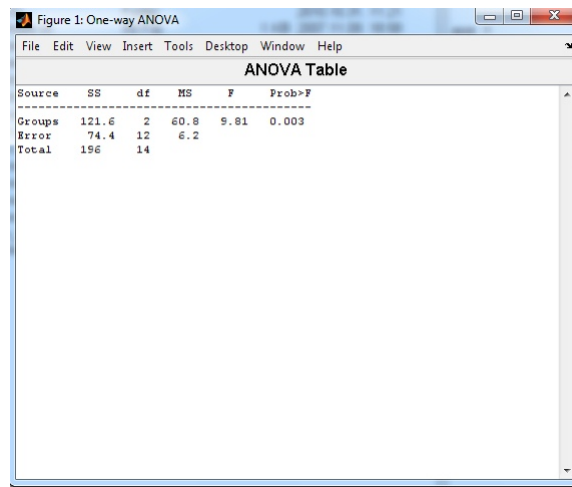 Figure 1: One-way ANOVA
File Edit View Insert Tools Desktop Window Help
ANOVA Table
Source SS df MS F Prob>F
Groups 121.6 2 60.8 9.81 0.003
Error 74.4 12 6.2
Total 196 14